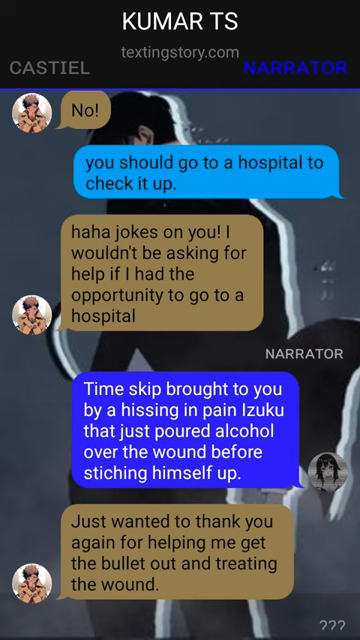 KUMAR TS
textingstory.com
CASTIEL
NARRATOR
No!
you should go to a hospital to
check it up.
haha jokes on you! I
wouldn't be asking for
help if I had the
opportunity to go to a
hospital
NARRATOR
Time skip brought to you
by a hissing in pain Izuku
that just poured alcohol
over the wound before
stiching himself up.
Just wanted to thank you
again for helping me get
the bullet out and treating
the wound.
???